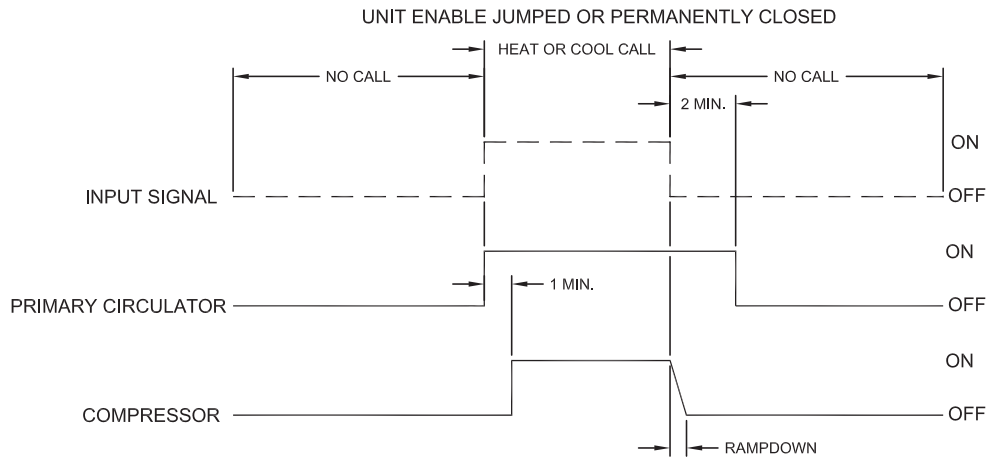 UNIT ENABLE JUMPED OR PERMANENTLY CLOSED
HEAT OR COOL CALL
NO CALL
NO CALL
2 MIN.
ON
INPUT SIGNAL
OFF
ON
1 MIN.
PRIMARY CIRCULATOR
OFF
ON
COMPRESSOR
OFF
RAMPDOWN